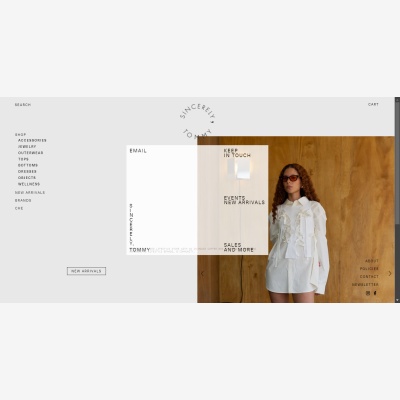 SEARCH
CART
SINCERELY
TOMMY
SHOP
ACCESSORIES
JEWELRY
OUTERWEAR
TOPS
BOTTOMS
DRESSES
OBJECTS
WELLNESS
NEW ARRIVALS
BRANDS
CFE
EMAIL
KEEP
IN TOUCH
EVENTS
NEW ARRIVALS
SINCERELY
TOMMY
SALES
AND MORE!
NEW ARRIVALS
ABOUT
POLICIES
CONTACT
NEWSLETTER